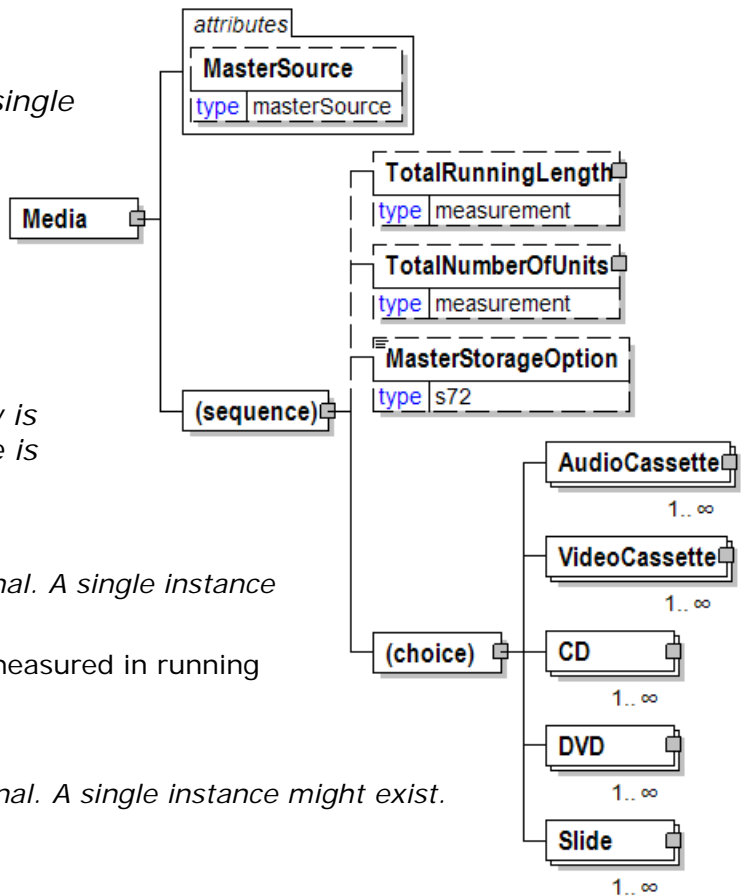 attributes
MasterSource
type masterSource
single
TotalRunningLength
type measurement
Media
TotalNumberOfUnits
type measurement
MasterStorageOption
type s72
(sequence)
is
e is
AudioCassette
1.. ∞
VideoCassette
1.. ∞
nal. A single instance
(choice)
measured in running
CD
1.. ∞
DVD
1.. ∞
nal. A single instance might exist.
Slide
1.. ∞